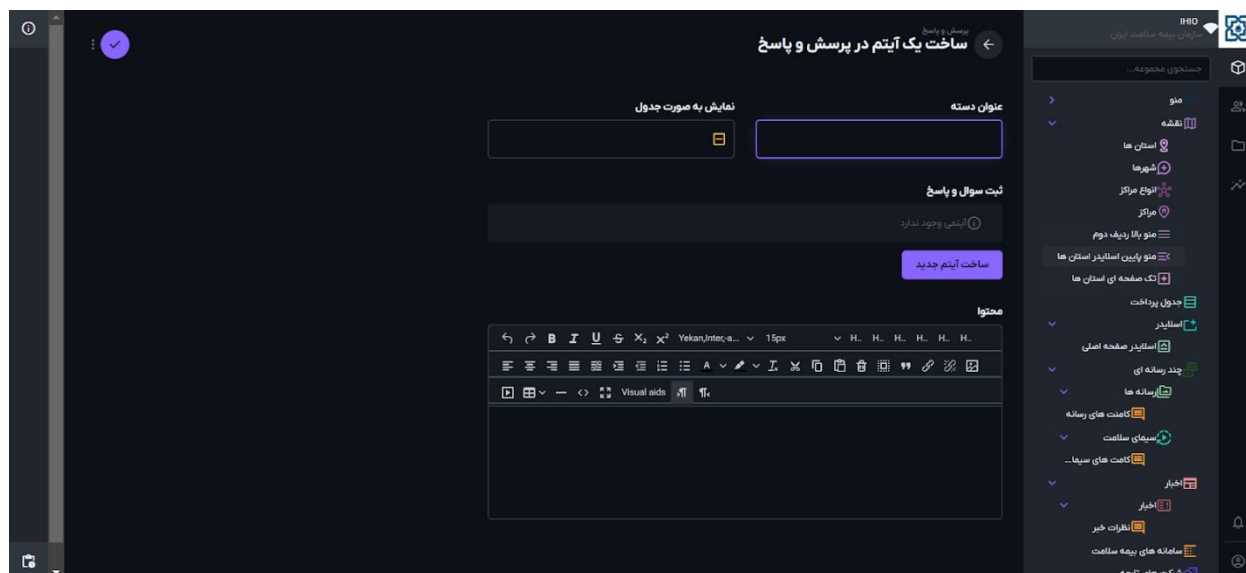 IHIO
سازمان بیمه سلامت ایران
جستجوی مجموعه...
منو
نقشه
استان ها
شهرها
انواع مراکز
مراکز
منو بالا ردیف دوم
منو پایین اسلایدر استان ها
تک صفحه ای استان ها
جدول پرداخت
اسلایدر
اسلایدر صفحه اصلی
چند رسانه ای
رسانه ها
کامنت های رسانه
سیمای سلامت
کامت های سیما...
اخبار
اخبار
نظرات خبر
سامانه های بیمه سلامت
پرسش و پاسخ
ساخت یک آیتم در پرسش و پاسخ
عنوان دسته
نمایش به صورت جدول
ثبت سوال و پاسخ
آیتمی وجود ندارد
ساخت آیتم جدید
محتوا
B I U S X₂ X² Yekan,Inter,-a... 15px H.. H.. H.. H.. H.. H..
Visual aids